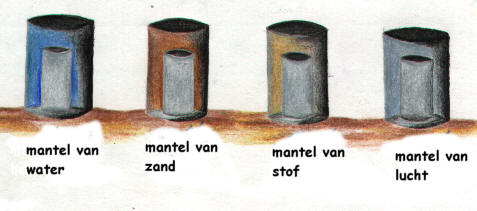 mantel van
water
mantel van
zand
mantel van
stof
mantel van
lucht